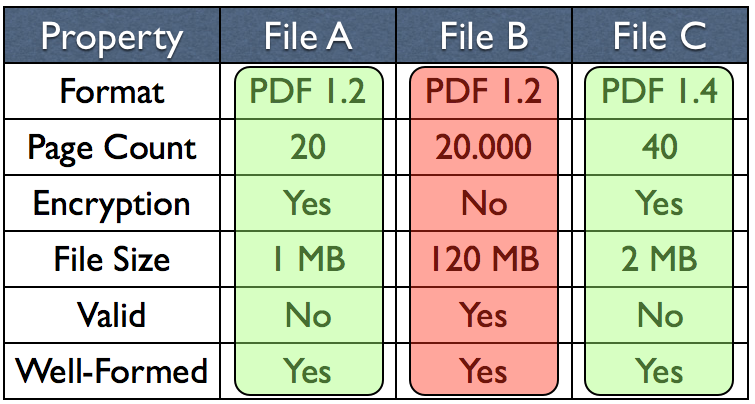 Property File A File B File C
Format PDF 1.2 PDF 1.2 PDF 1.4
Page Count 20 20.000 40
Encryption Yes No Yes
File Size 1 MB 120 MB 2 MB
Valid No Yes No
Well-Formed Yes Yes Yes